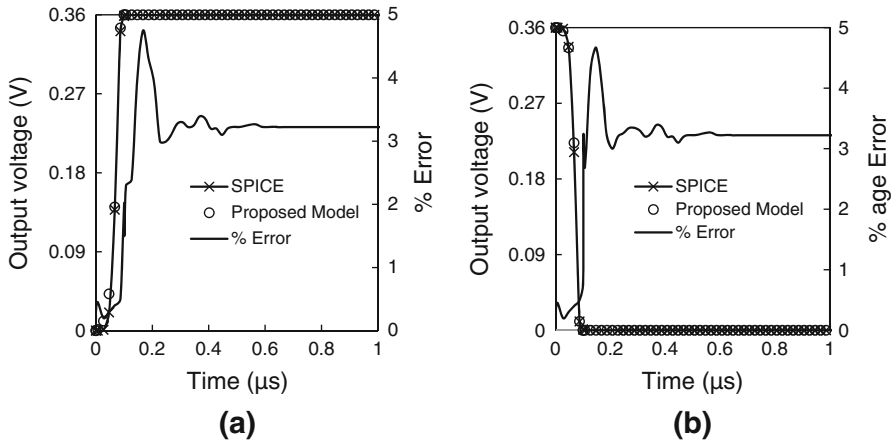 0.36
0.27
0.18
0.09
0
Output voltage (V)
5
4
3
2
1
0
% Error
SPICE
Proposed Model
% Error
0 0.2 0.4 0.6 0.8 1
Time (μs)
(a)
0.36
0.27
0.18
0.09
0
Output voltage (V)
5
4
3
2
1
0
% age Error
SPICE
Proposed Model
% Error
0 0.2 0.4 0.6 0.8 1
Time (μs)
(b)